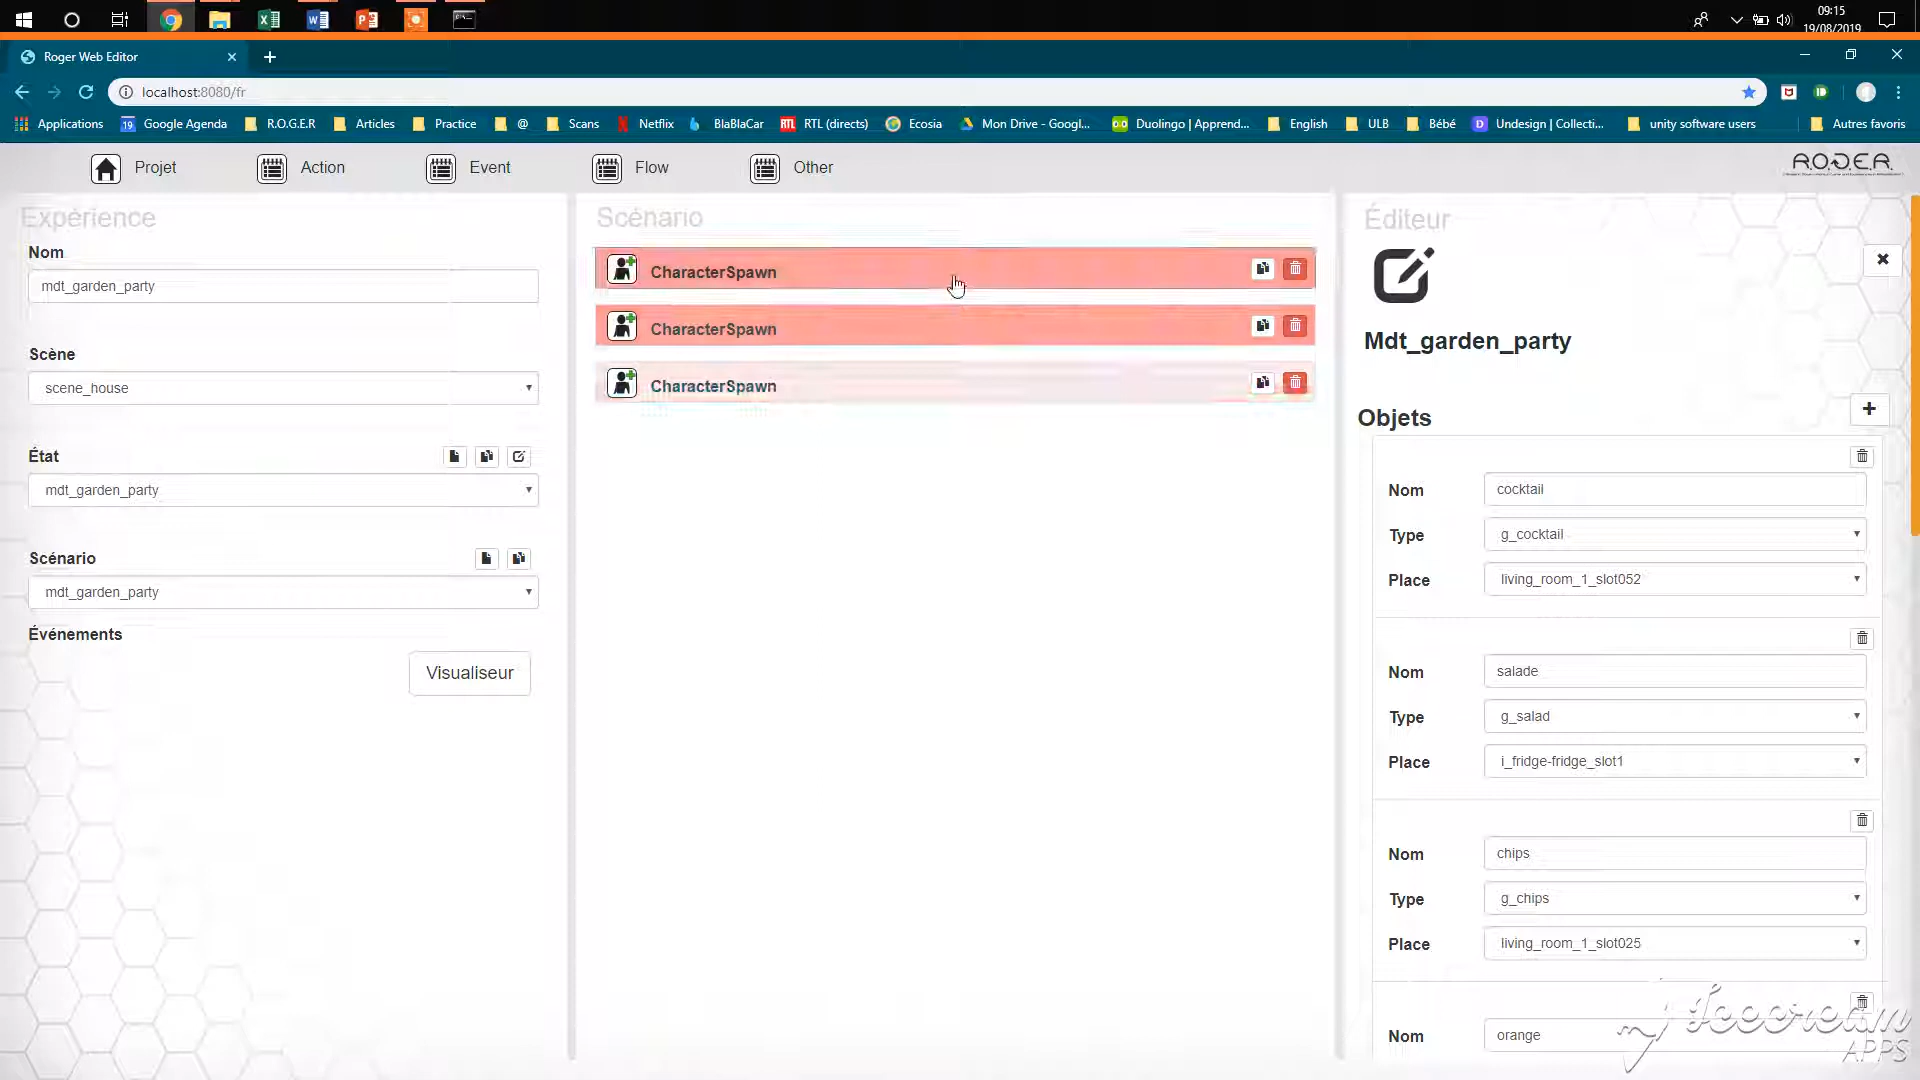 09:15
19/08/2019
Roger Web Editor
localhost:8080/fr
Applications
19 Google Agenda
R.O.G.E.R
Articles
Practice
@
Scans
Netflix
BlaBlaCar
RTL RTL (directs)
Ecosia
Mon Drive - Googl...
Duolingo | Apprend...
English
ULB
Bébé
D Undesign | Collecti...
unity software users
Autres favoris
Projet
Action
Event
Flow
Other
R.O.G.E.R.
Expérience
Nom
mdt_garden_party
Scène
scene_house
État
mdt_garden_party
Scénario
mdt_garden_party
Événements
Visualiseur
Scénario
CharacterSpawn
CharacterSpawn
CharacterSpawn
Éditeur
Mdt_garden_party
Objets
Nom cocktail
Type g_cocktail
Place living_room_1_slot052
Nom salade
Type g_salad
Place i_fridge-fridge_slot1
Nom chips
Type g_chips
Place living_room_1_slot025
Nom orange
Icecream
APPS